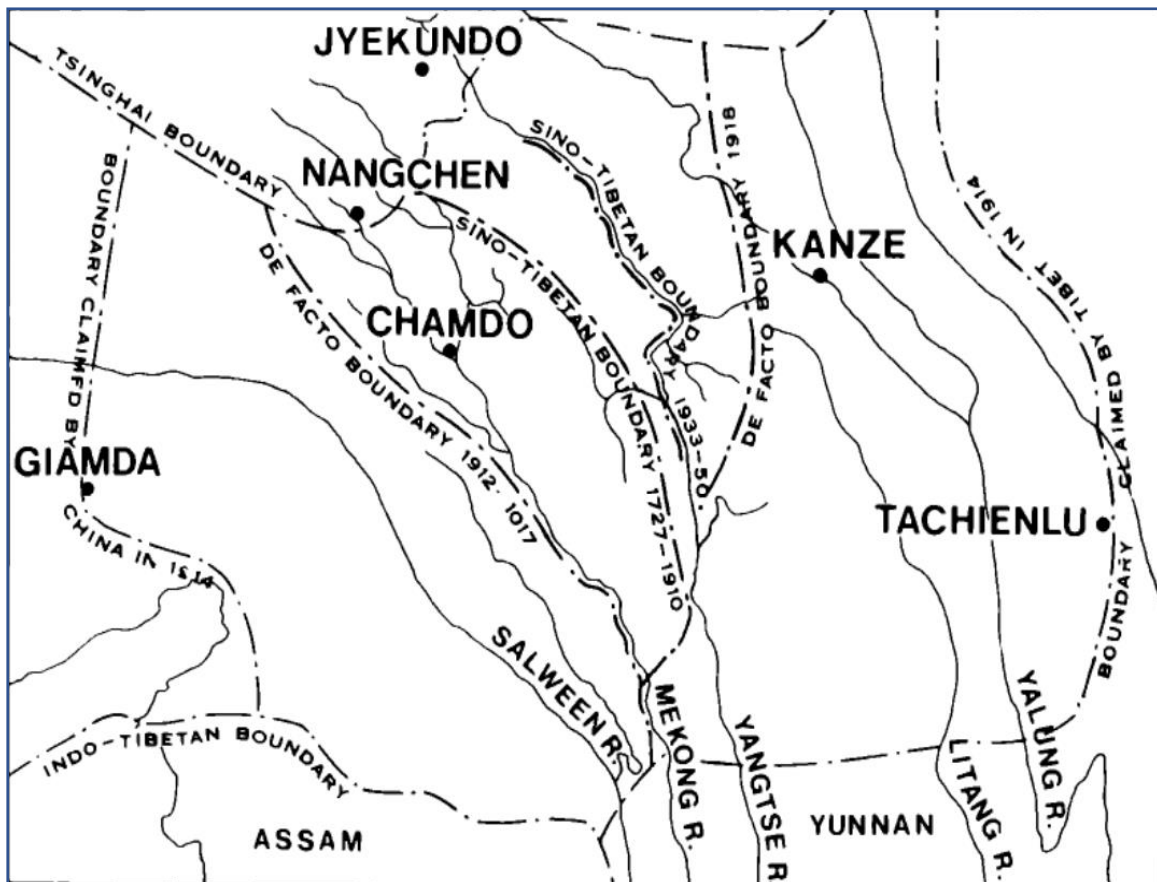 JYEKUNDO
TSINGHAI BOUNDARY
NANGCHEN
SINO-TIBETAN BOUNDARY 1933-50.
DE FACTO BOUNDARY 1918
BOUNDARY CLAIMED BY TIBET IN 1914
BOUNDARY CLAIMFD BY
CHINA IN 1914
KANZE
SINO-TIBETAN BOUNDARY 1727-1910
DE FACTO BOUNDARY 1912-1017
CHAMDO
GIAMDA
TACHIENLU
SALWEEN R.
MEKONG R.
YANGTSE R
LITANG R.
YALUNG R.
INDO-TIBETAN BOUNDARY
ASSAM
YUNNAN